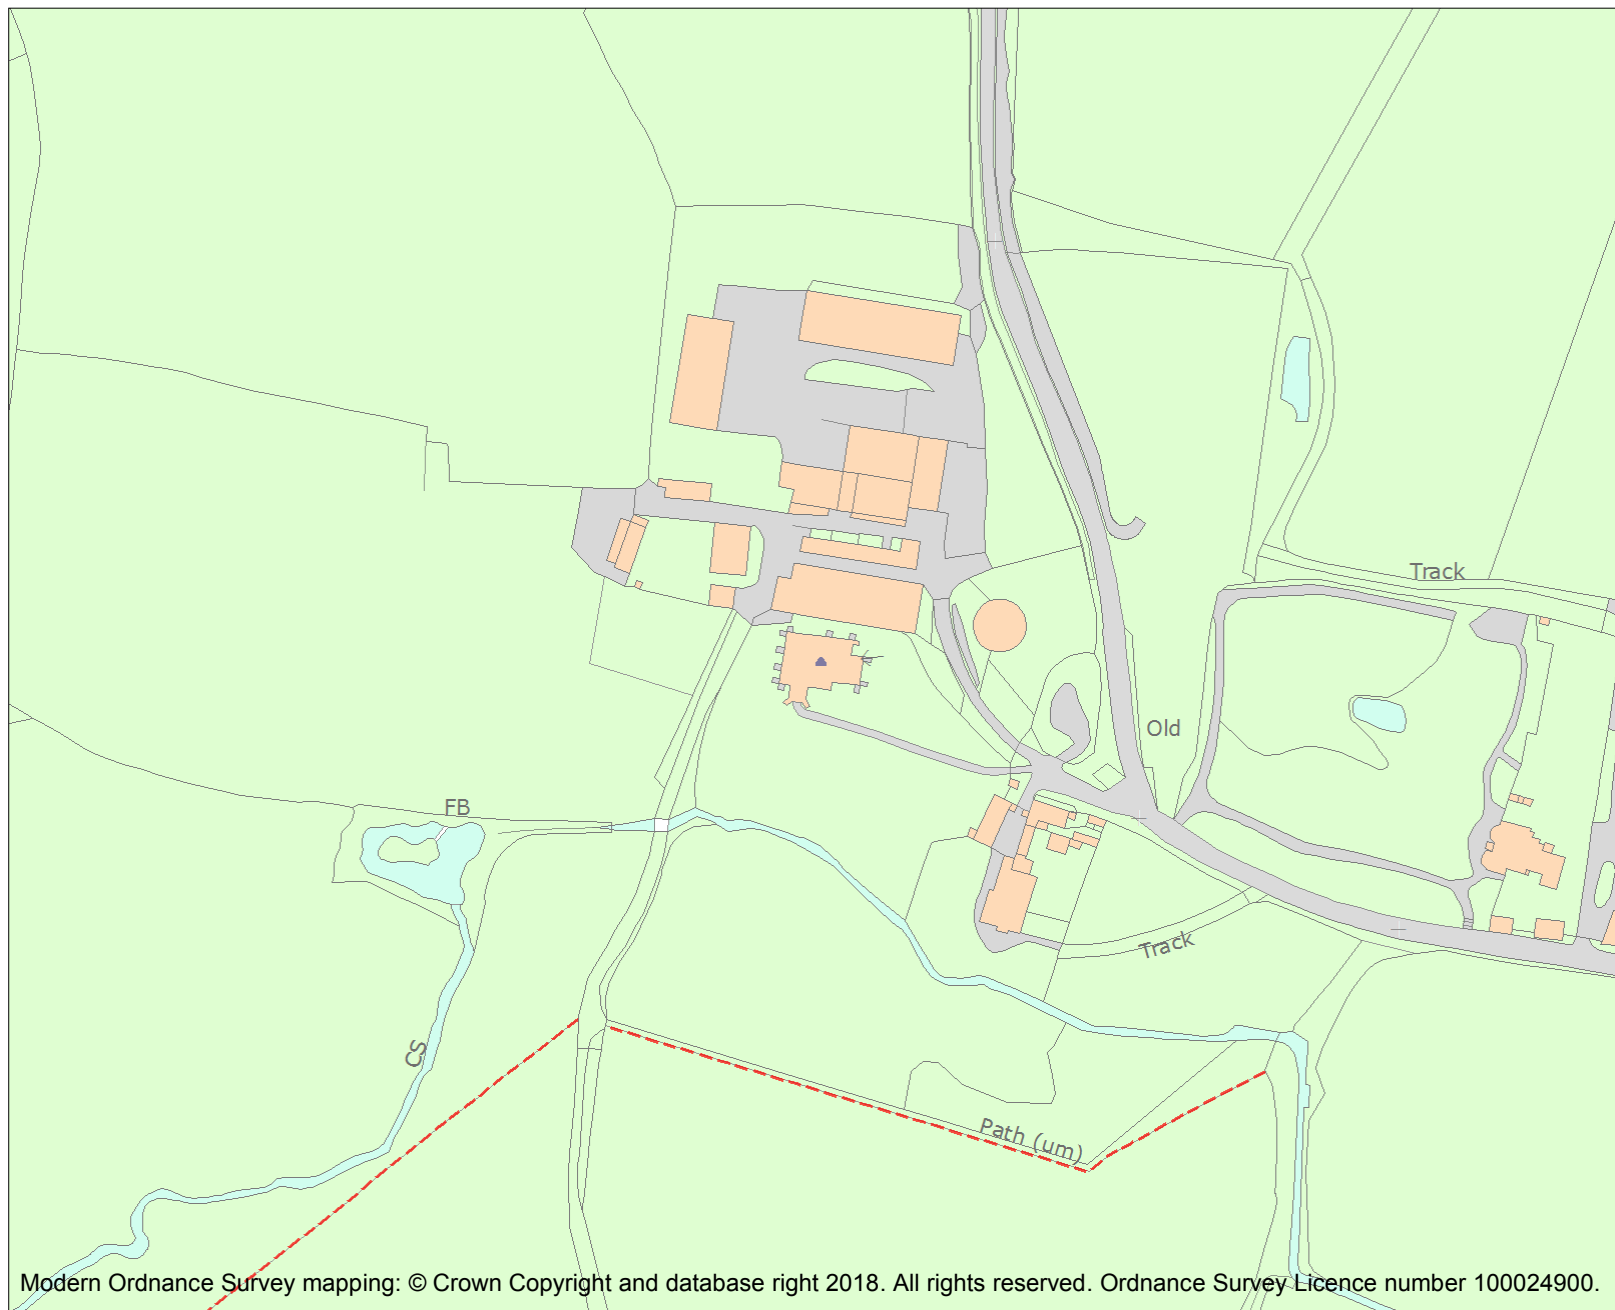 Track
Old
FB
Track
CS
Path (um)
Modern Ordnance Survey mapping: © Crown Copyright and database right 2018. All rights reserved. Ordnance Survey Licence number 100024900.